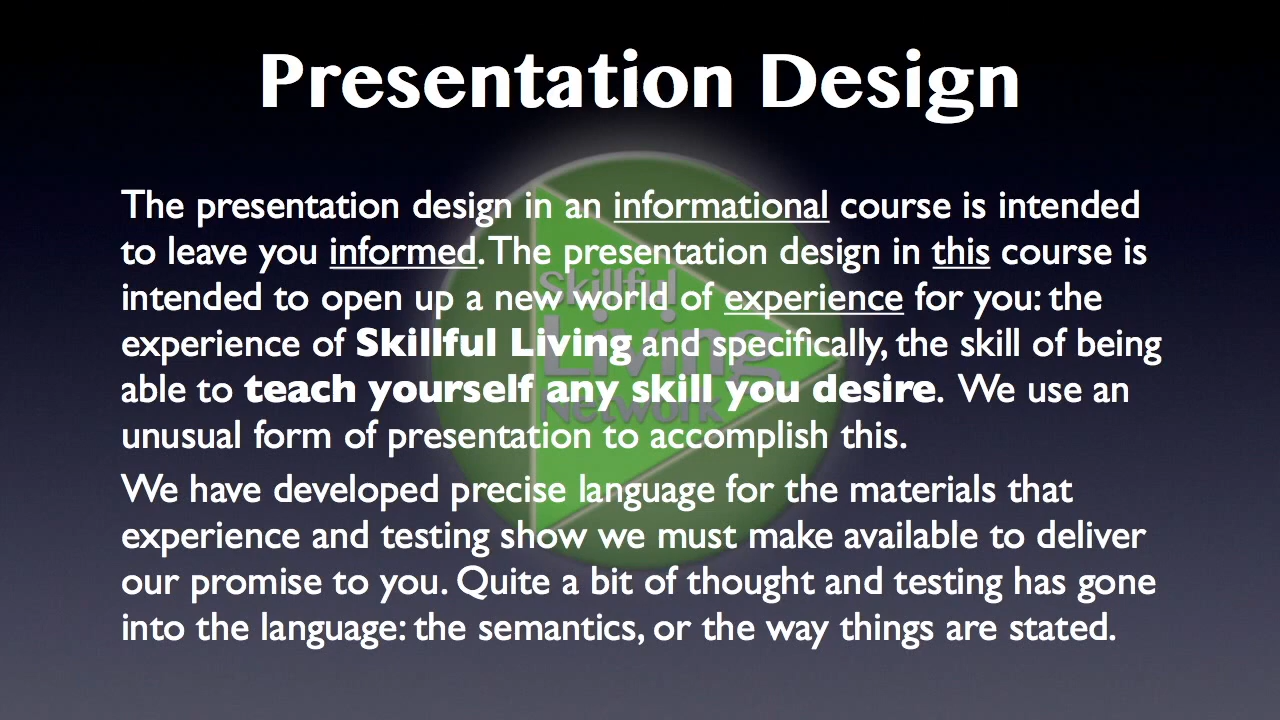 Presentation Design
The presentation design in an informational course is intended
to leave you informed. The presentation design in this course is
intended to open up a new world of experience for you: the
experience of Skillful Living and specifically, the skill of being
able to teach yourself any skill you desire. We use an
unusual form of presentation to accomplish this.
We have developed precise language for the materials that
experience and testing show we must make available to deliver
our promise to you. Quite a bit of thought and testing has gone
into the language: the semantics, or the way things are stated.
Skillful
Living
Network